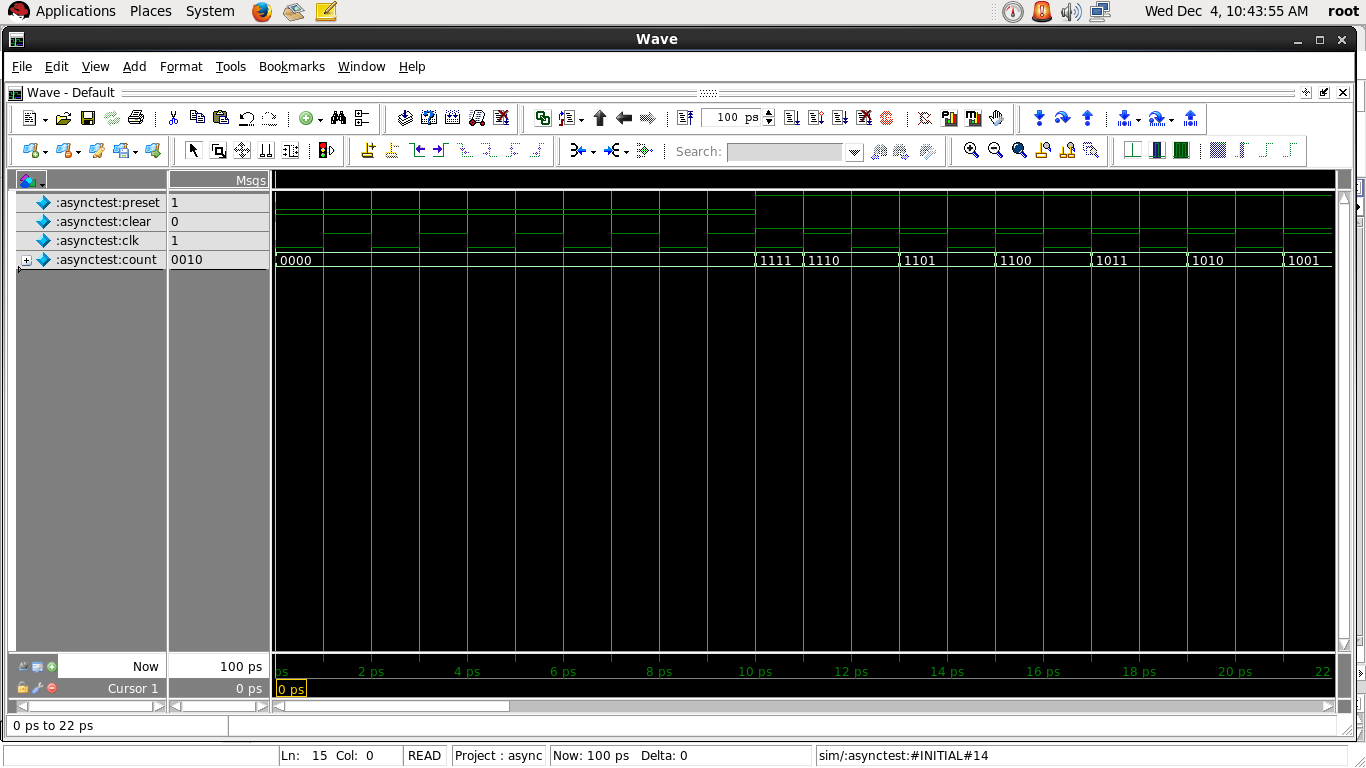 Applications Places System Wed Dec 4, 10:43:55 AM root
Wave
File Edit View Add Format Tools Bookmarks Window Help
Wave - Default
100 ps
Search:
Msgs
:asynctest:preset 1
:asynctest:clear 0
:asynctest:clk 1
:asynctest:count 0010 0000 1111 1110 1101 1100 1011 1010 1001
Now 100 ps ps 2 ps 4 ps 6 ps 8 ps 10 ps 12 ps 14 ps 16 ps 18 ps 20 ps 22
Cursor 1 0 ps 0 ps
0 ps to 22 ps
Ln: 15 Col: 0 READ Project : async Now: 100 ps Delta: 0 sim/:asynctest:#INITIAL#14